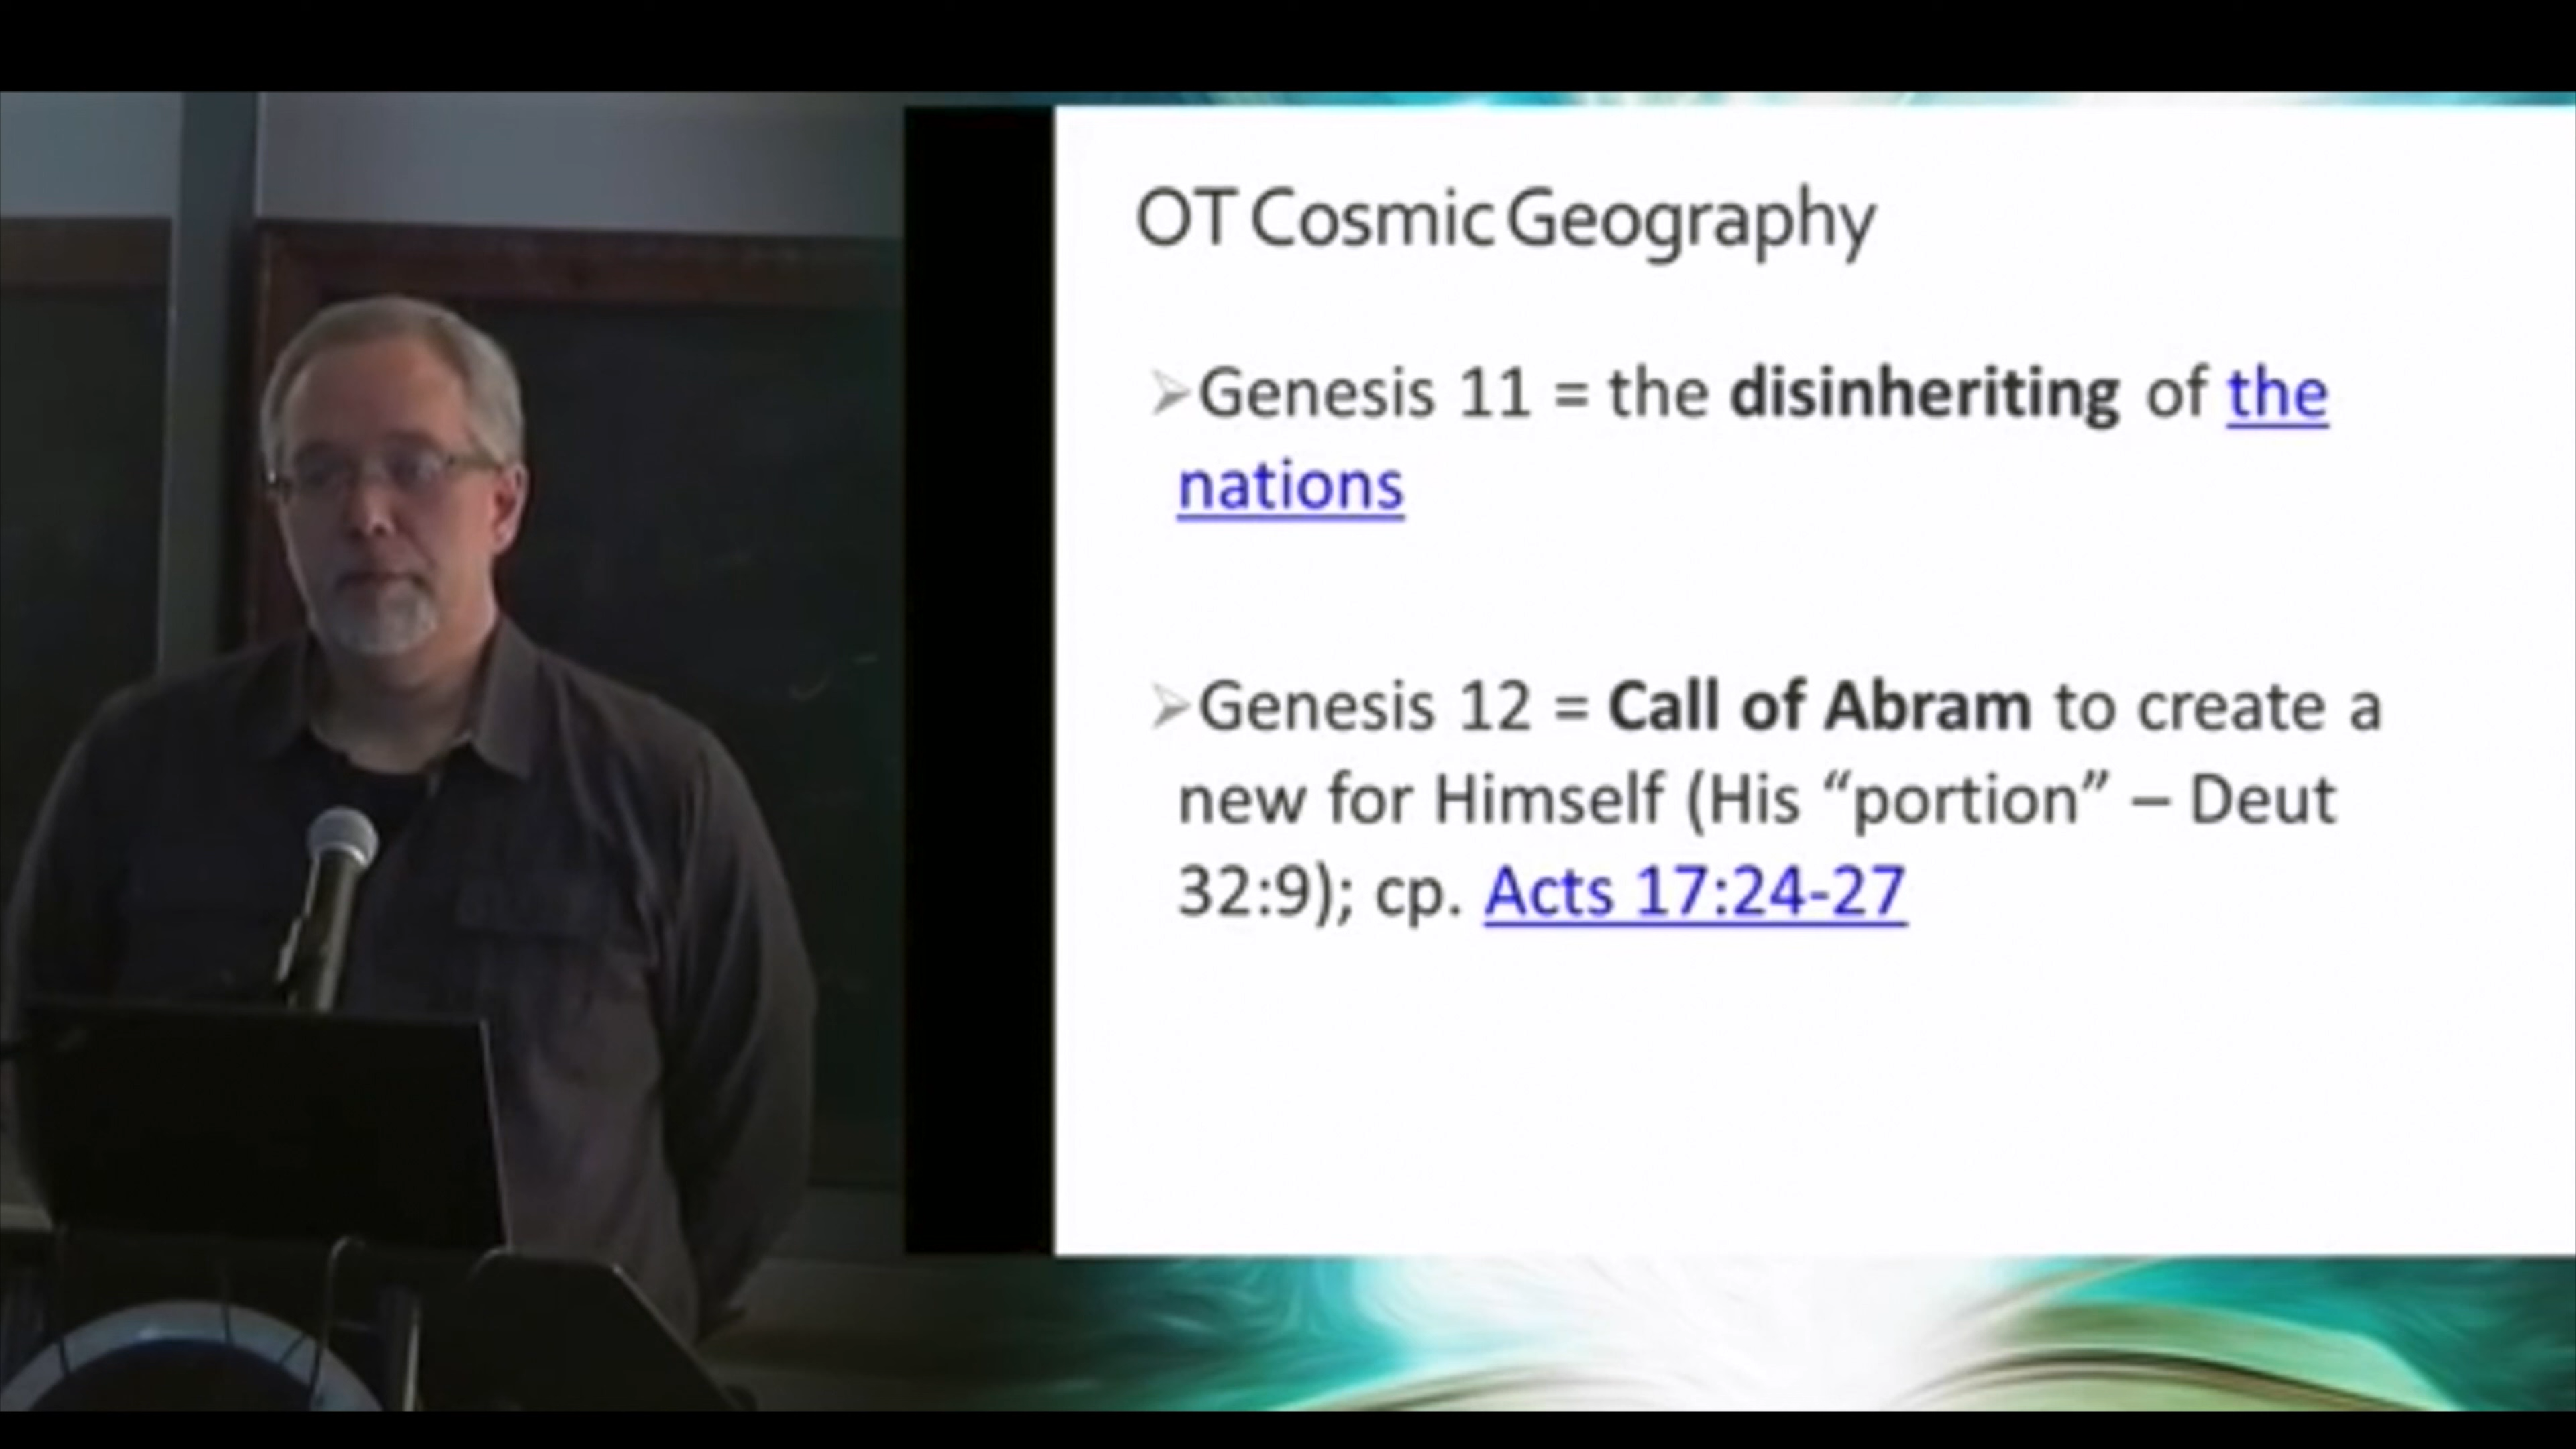 OT Cosmic Geography
➢Genesis 11 = the disinheriting of the
nations
➢Genesis 12 = Call of Abram to create a
new for Himself (His “portion” – Deut
32:9); cp. Acts 17:24-27